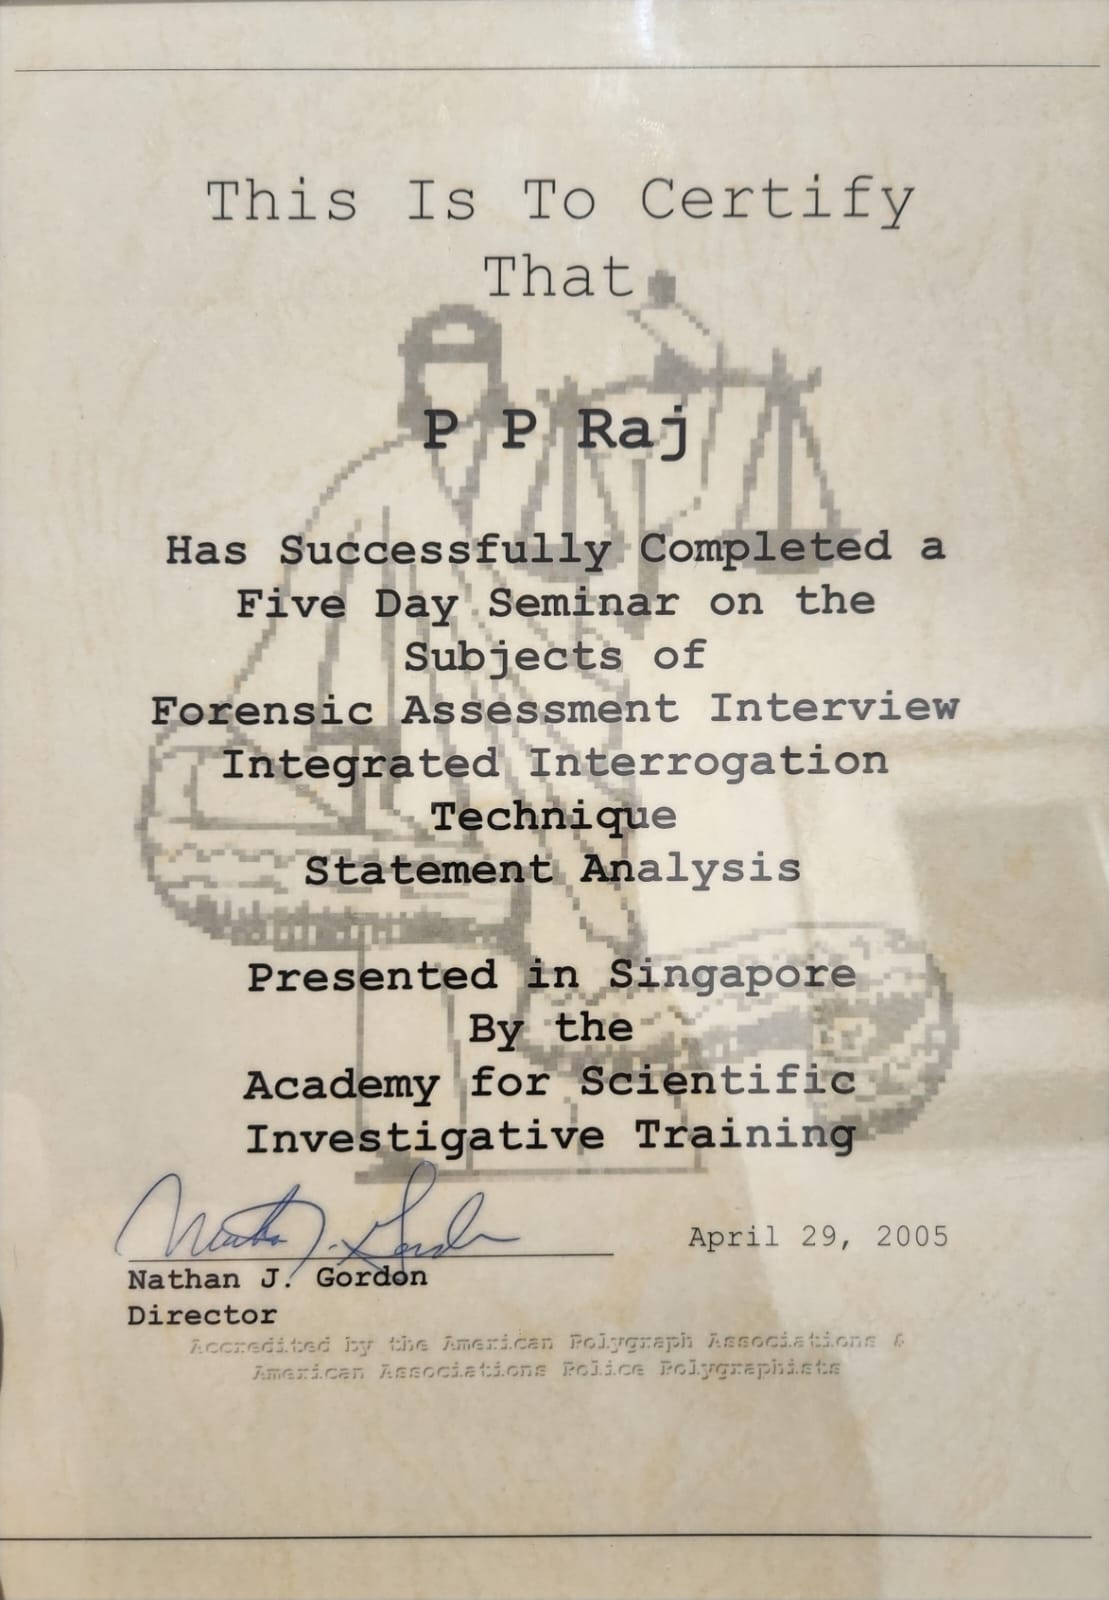 This Is To Certify
That
P P Raj
Has Successfully Completed a
Five Day Seminar on the
Subjects of
Forensic Assessment Interview
Integrated Interrogation
Technique
Statement Analysis
Presented in Singapore
By the
Academy for Scientific
Investigative Training
Nathan J. Gordon
April 29, 2005
Nathan J. Gordon
Director
Accredited by the American Polygraph Associations &
American Associations Police Polygraphists